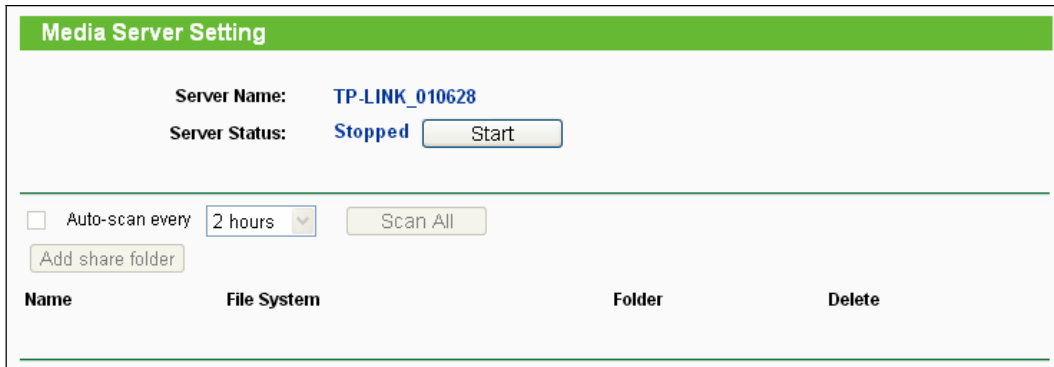 Media Server Setting
Server Name: TP-LINK_010628
Server Status: Stopped Start
Auto-scan every 2 hours Scan All
Add share folder
Name File System Folder Delete